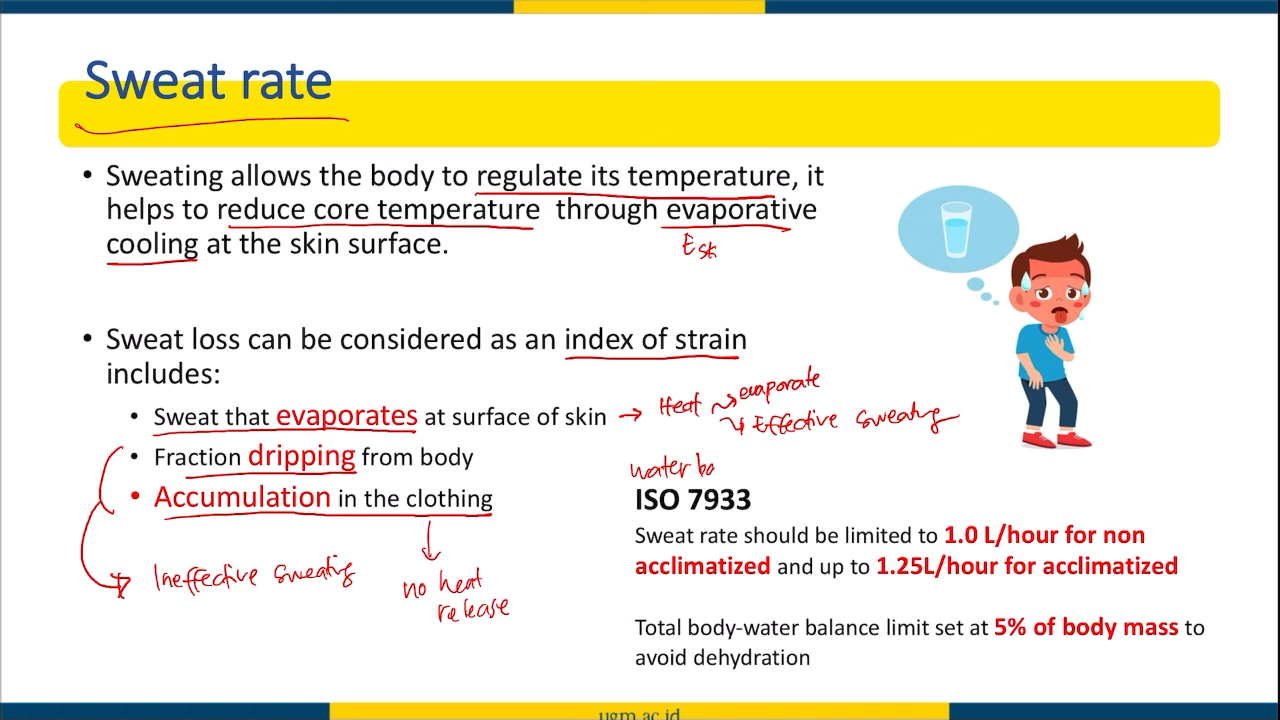 Sweat rate
• Sweating allows the body to regulate its temperature, it
helps to reduce core temperature through evaporative
cooling at the skin surface.
Esk
• Sweat loss can be considered as an index of strain
includes:
• Sweat that evaporates at surface of skin → Heat
evaporate
Effective sweating
• Fraction dripping from body
• Accumulation in the clothing
Ineffective sweating
no heat
release
water ba
ISO 7933
Sweat rate should be limited to 1.0 L/hour for non
acclimatized and up to 1.25L/hour for acclimatized
Total body-water balance limit set at 5% of body mass to
avoid dehydration
ugm.ac.id